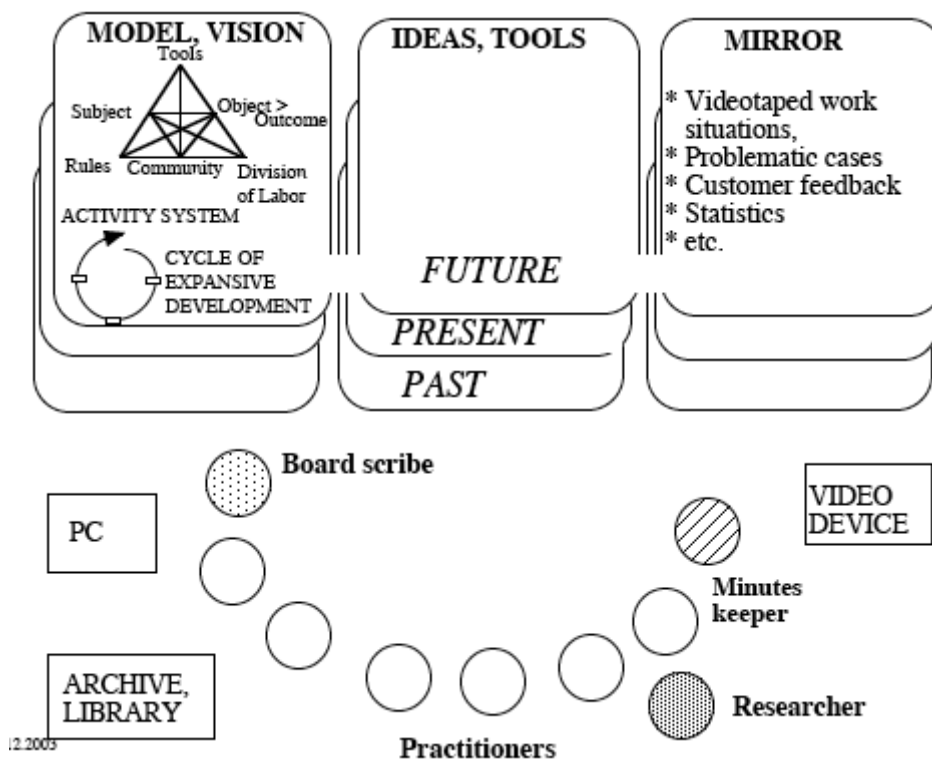 MODEL, VISION
Tools
Subject
Object >
Outcome
Rules
Community
Division
of Labor
ACTIVITY SYSTEM
CYCLE OF
EXPANSIVE
DEVELOPMENT
IDEAS, TOOLS
FUTURE
PRESENT
PAST
MIRROR
* Videotaped work
situations,
* Problematic cases
* Customer feedback
* Statistics
* etc.
Board scribe
PC
VIDEO
DEVICE
Minutes
keeper
ARCHIVE,
LIBRARY
Researcher
Practitioners
12.2003